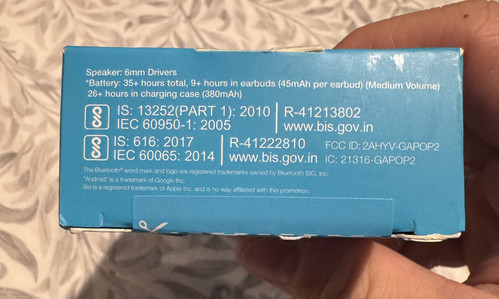 Speaker: 6mm Drivers
*Battery: 35+ hours total, 9+ hours in earbuds (45mAh per earbud) (Medium Volume)
26+ hours in charging case (380mAh)
IS: 13252(PART 1): 2010
IEC 60950-1: 2005
R-41213802
www.bis.gov.in
IS: 616: 2017
IEC 60065: 2014
R-41222810
www.bis.gov.in
FCC ID: 2AHYV-GAPOP2
iC: 21316-GAPOP2
The Bluetooth® word mark and logo are registered trademarks owned by Bluetooth SIG, Inc.
"Android" is a trademark of Google Inc.
Siri is a registered trademark of Apple Inc. and is no way affiliated with this promotion.